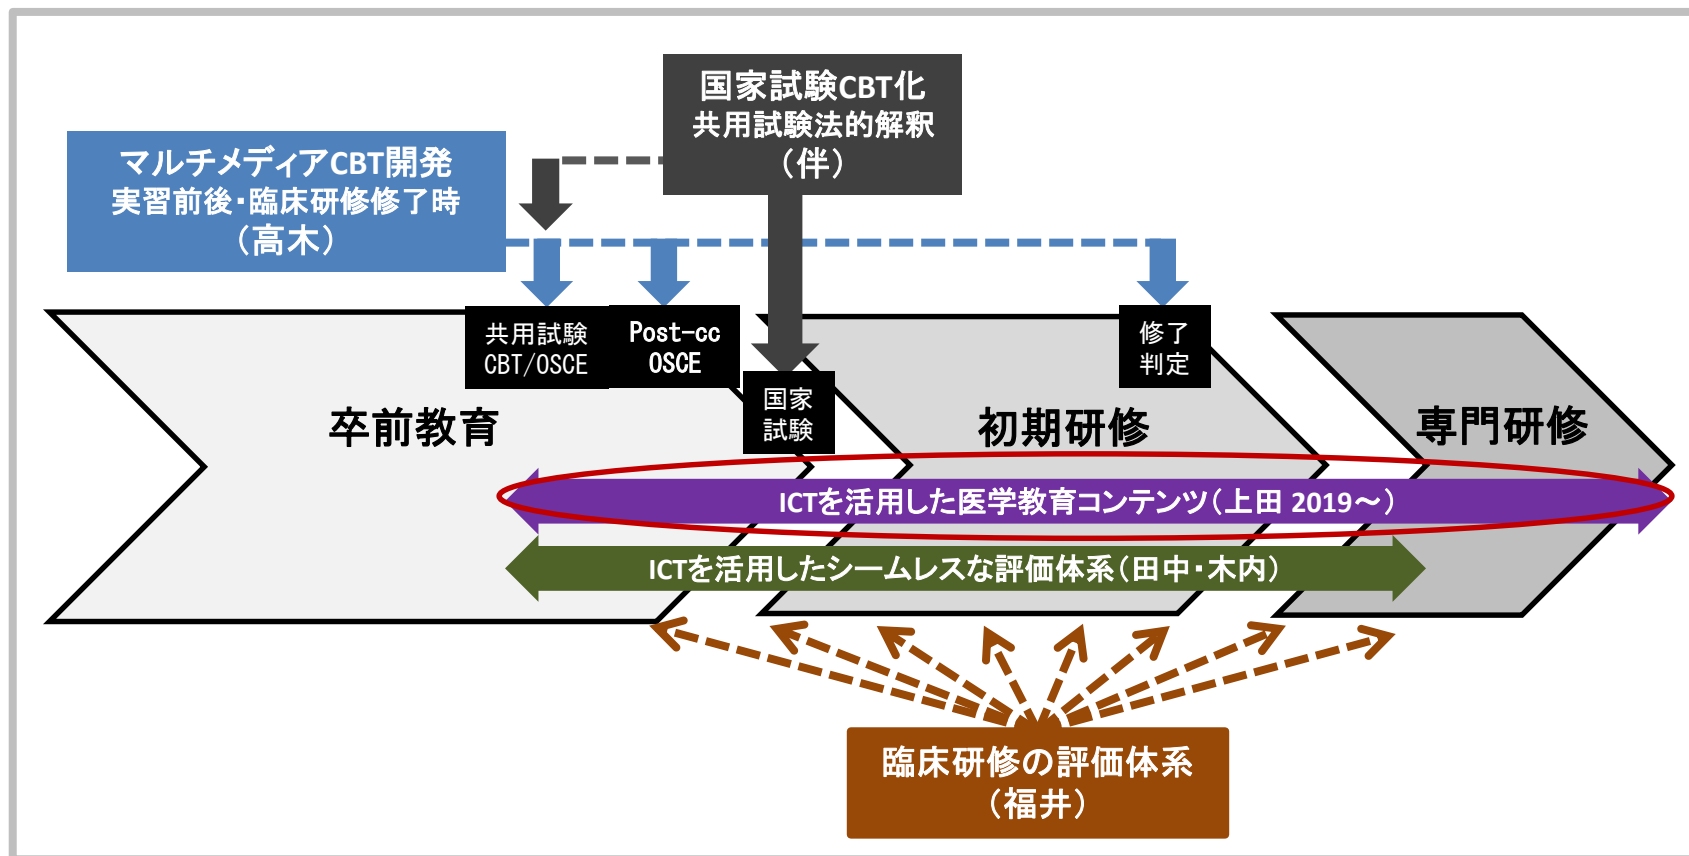 国家試験CBT化
共用試験法的解釈
（伴）
マルチメディアCBT開発
実習前後・臨床研修修了時
（高木）
共用試験
CBT/OSCE
Post-cc
OSCE
国家
試験
修了
判定
卒前教育
初期研修
専門研修
ICTを活用した医学教育コンテンツ（上田 2019～）
ICTを活用したシームレスな評価体系（田中・木内）
臨床研修の評価体系
（福井）